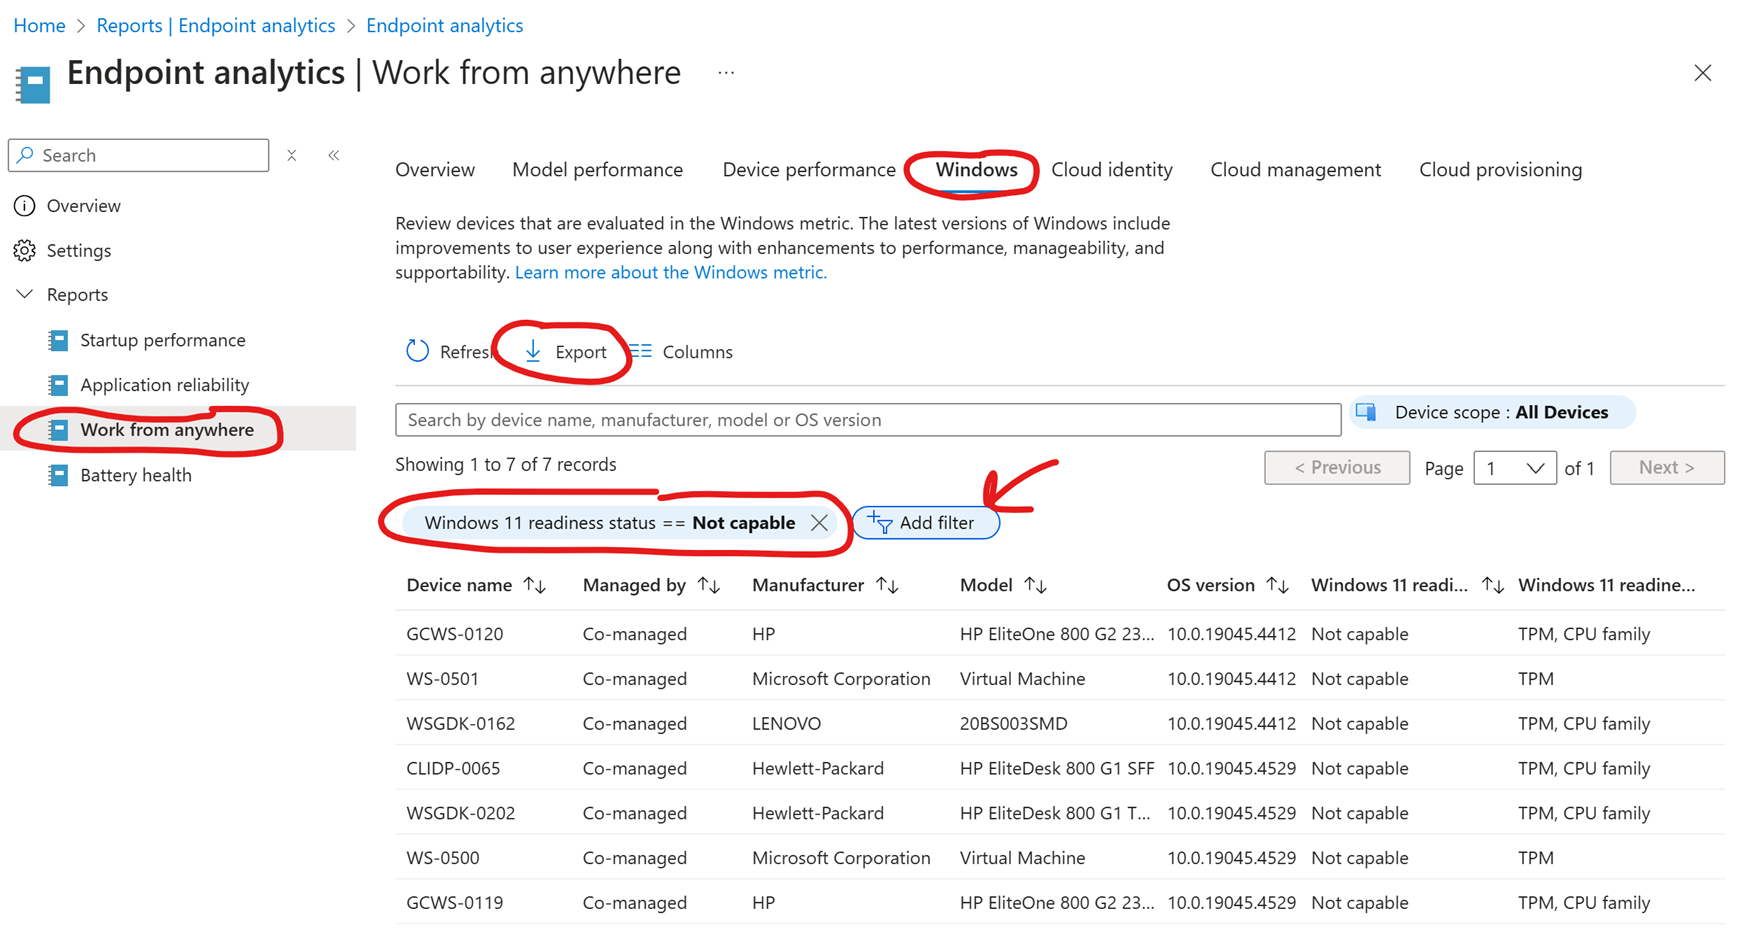 Home > Reports | Endpoint analytics > Endpoint analytics
Endpoint analytics | Work from anywhere ...
Search
Overview
Settings
Reports
Startup performance
Application reliability
Work from anywhere
Battery health
Overview Model performance Device performance Windows Cloud identity Cloud management Cloud provisioning
Review devices that are evaluated in the Windows metric. The latest versions of Windows include
improvements to user experience along with enhancements to performance, manageability, and
supportability. Learn more about the Windows metric.
Refresh Export Columns
Search by device name, manufacturer, model or OS version Device scope : All Devices
Showing 1 to 7 of 7 records < Previous Page 1 of 1 Next >
Windows 11 readiness status == Not capable Add filter
Device name Managed by Manufacturer Model OS version Windows 11 readi... Windows 11 readine...
GCWS-0120 Co-managed HP HP EliteOne 800 G2 23... 10.0.19045.4412 Not capable TPM, CPU family
WS-0501 Co-managed Microsoft Corporation Virtual Machine 10.0.19045.4412 Not capable TPM
WSGDK-0162 Co-managed LENOVO 20BS003SMD 10.0.19045.4412 Not capable TPM, CPU family
CLIDP-0065 Co-managed Hewlett-Packard HP EliteDesk 800 G1 SFF 10.0.19045.4529 Not capable TPM, CPU family
WSGDK-0202 Co-managed Hewlett-Packard HP EliteDesk 800 G1 T... 10.0.19045.4529 Not capable TPM, CPU family
WS-0500 Co-managed Microsoft Corporation Virtual Machine 10.0.19045.4529 Not capable TPM
GCWS-0119 Co-managed HP HP EliteOne 800 G2 23... 10.0.19045.4529 Not capable TPM, CPU family